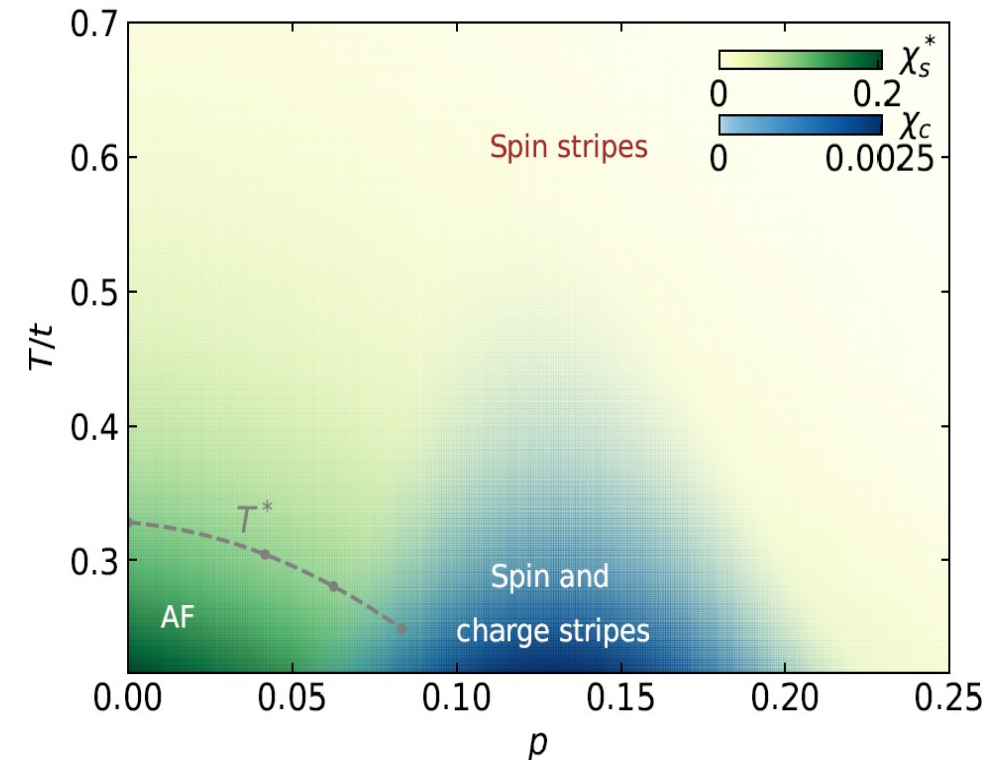 0.7
0.6
0.5
0.4
0.3
T/t
χs*
0 0.2
χc
0 0.0025
Spin stripes
T*
AF
Spin and
charge stripes
0.00 0.05 0.10 0.15 0.20 0.25
p